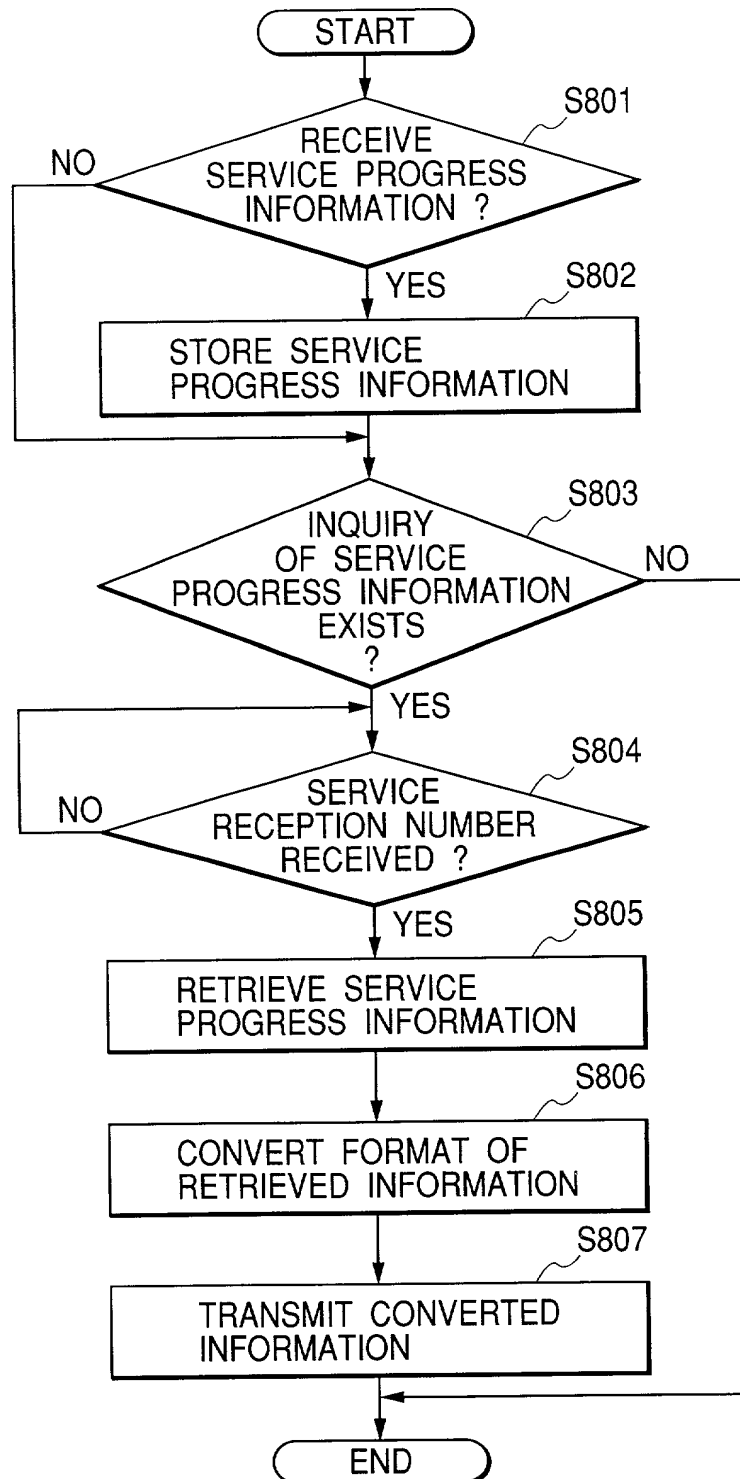 START
S801
RECEIVE
NO
SERVICE PROGRESS
INFORMATION ?
YES
S802
STORE SERVICE
PROGRESS INFORMATION
S803
INQUIRY
OF SERVICE
NO
PROGRESS INFORMATION
EXISTS
?
YES
S804
SERVICE
NO
RECEPTION NUMBER
RECEIVED ?
YES
S805
RETRIEVE SERVICE
PROGRESS INFORMATION
S806
CONVERT FORMAT OF
RETRIEVED INFORMATION
S807
TRANSMIT CONVERTED
INFORMATION
END